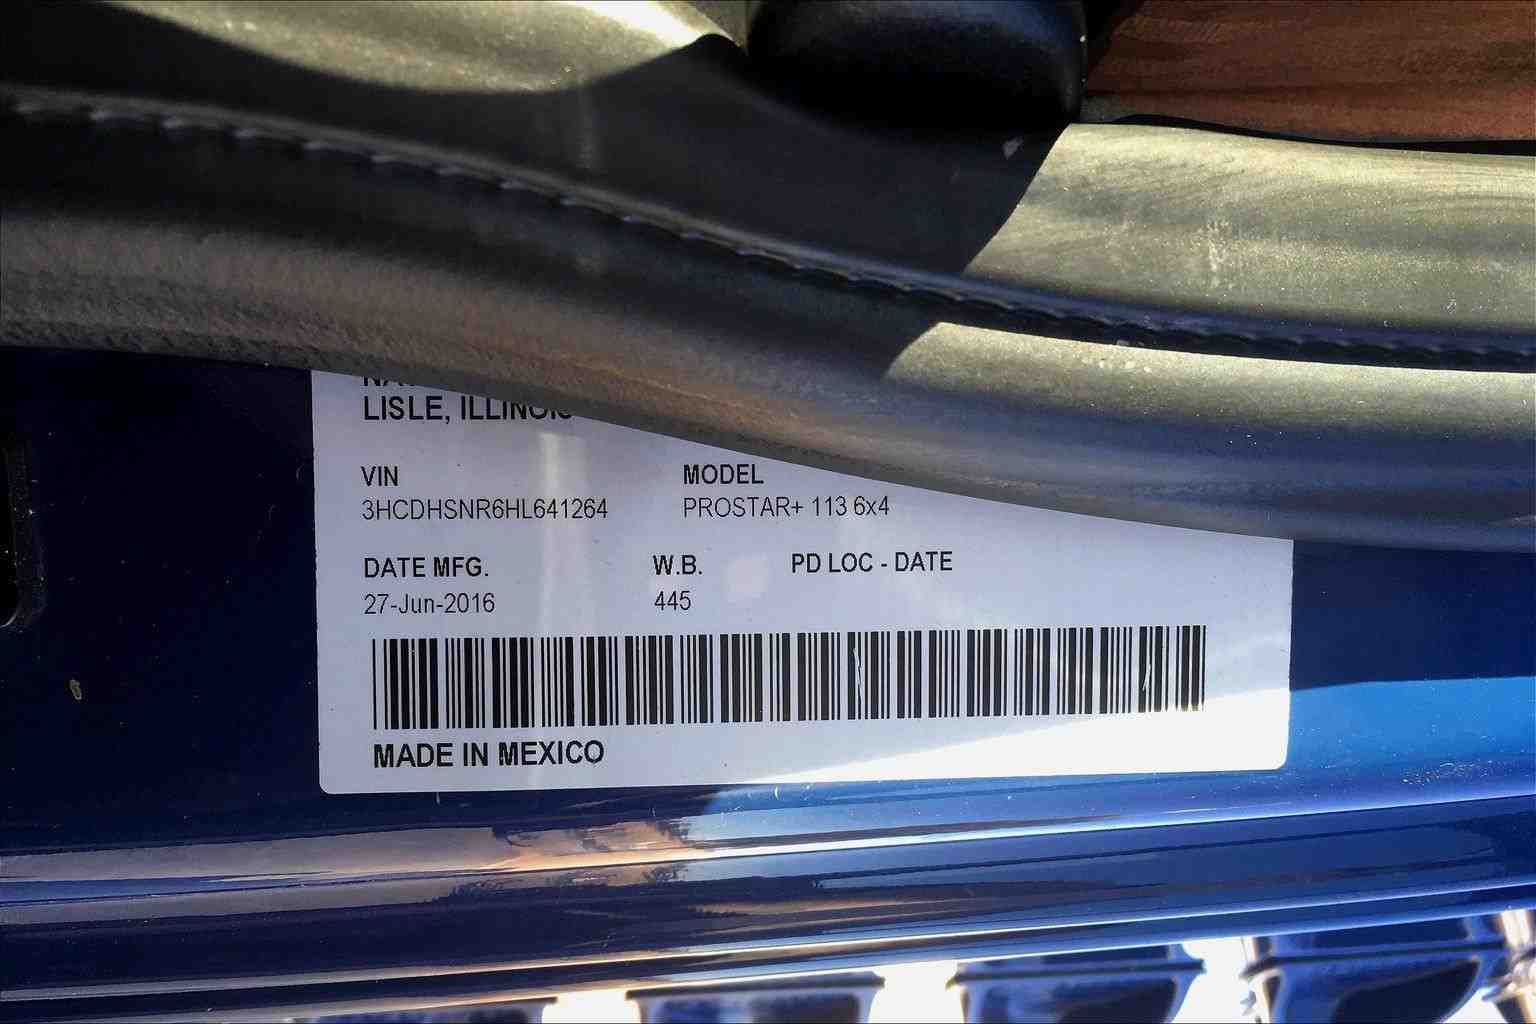 LISLE, ILLINOIS
VIN MODEL
3HCDHSNR6HL641264 PROSTAR+ 113 6x4
DATE MFG. W.B. PD LOC - DATE
27-Jun-2016 445
MADE IN MEXICO